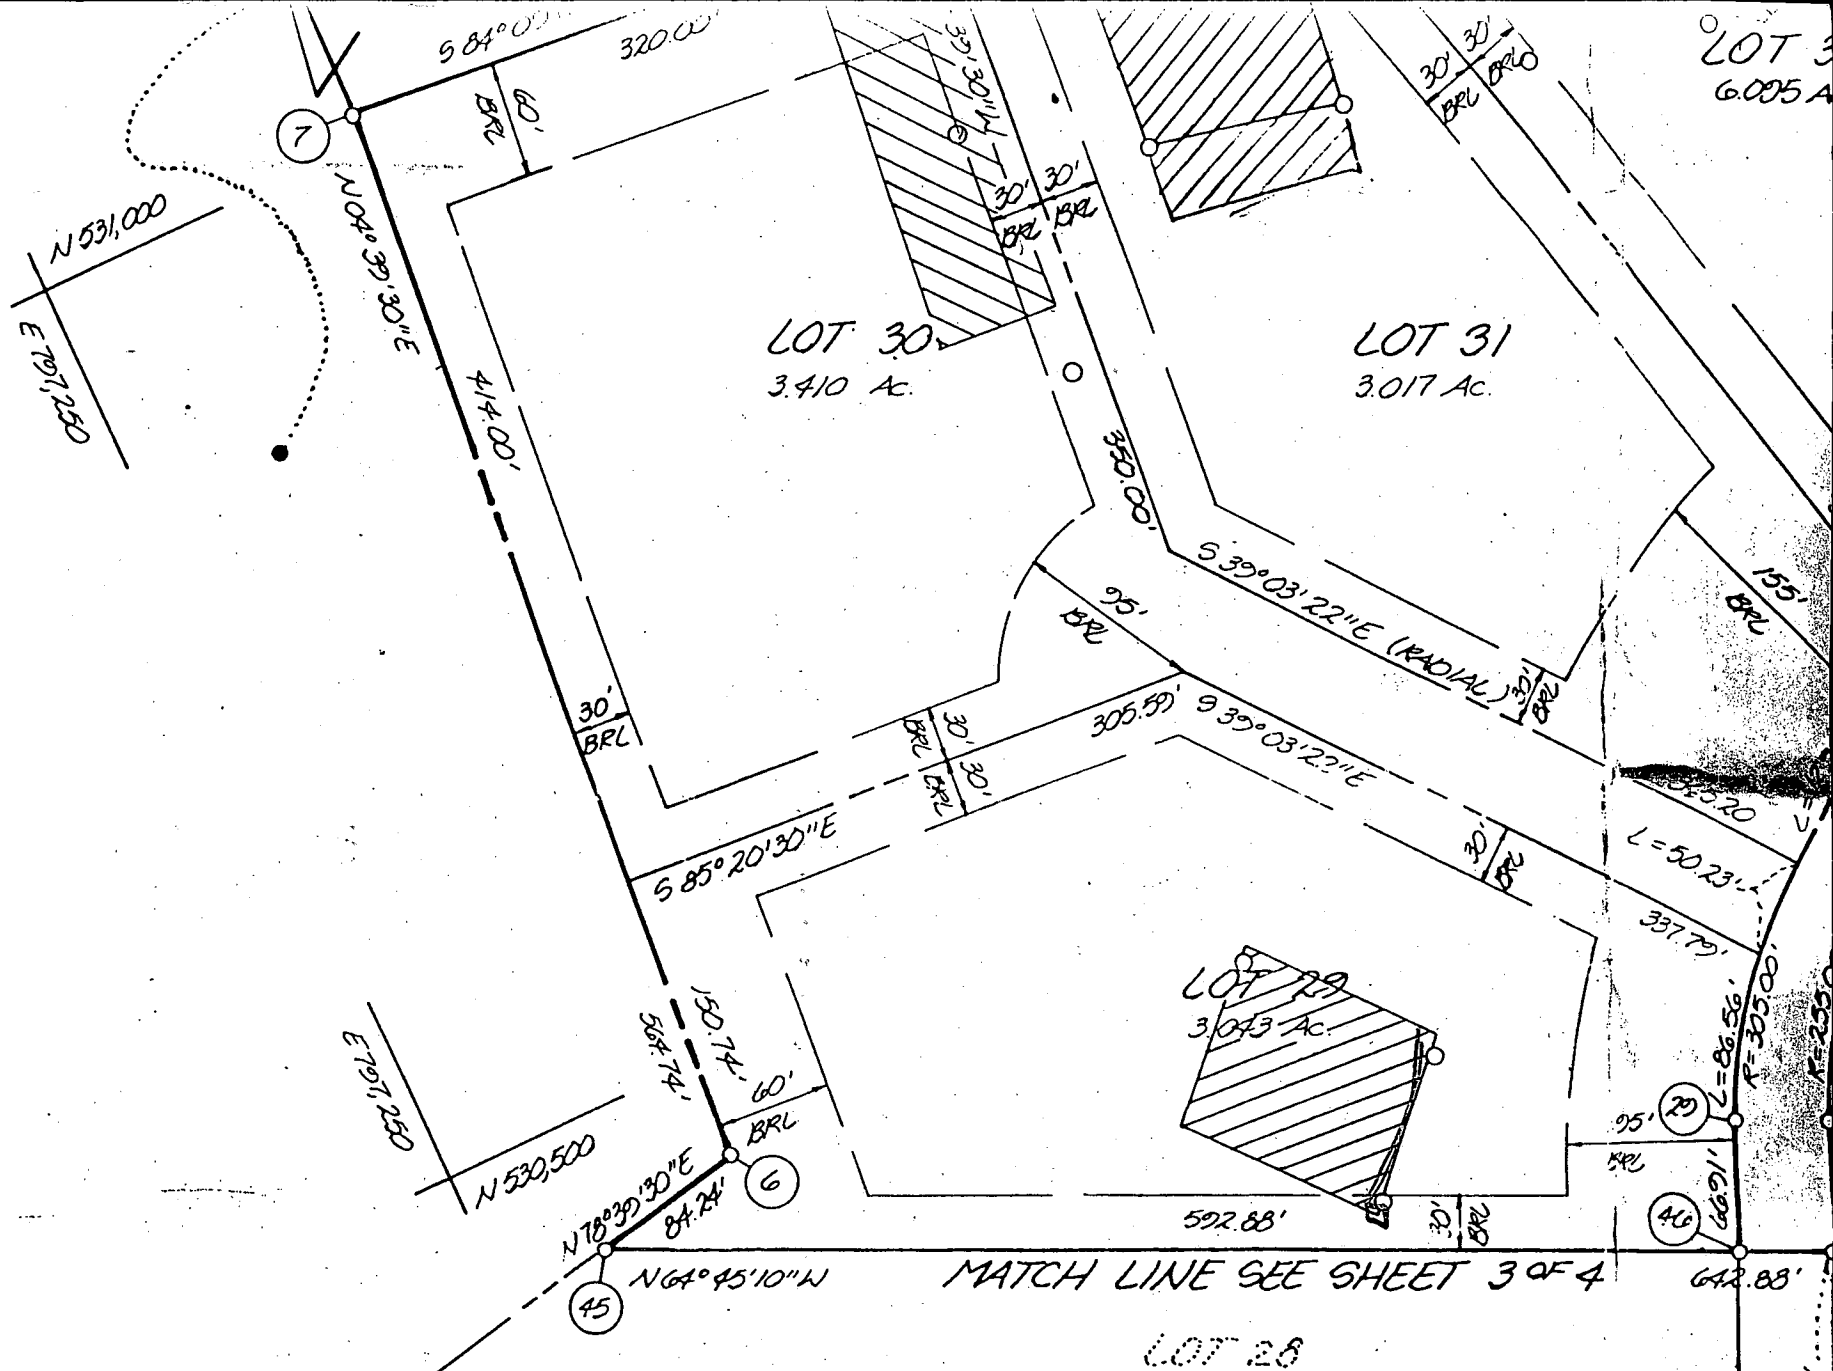 320.00'
60'
BRL
30'
BRL
30'
BRL
LOT
6.095 A
7
N 04° 39' 30" E
414.00'
N 531,000
E 797,250
30'
BRL
30'
BRL
LOT 30
3.410 Ac.
LOT 31
3.017 Ac.
350.00'
95'
BRL
S 39° 03' 22" E (RADIAL)
30'
BRL
155'
BRL
30'
BRL
30'
BRL
30'
BRL
305.59'
S 39° 03' 22" E
S 85° 20' 30" E
30'
BRL
L = 50.23'
337.79'
LOT 29
3.043 Ac.
150.74'
564.74'
60'
BRL
E 797,250
N 530,500
N 78° 39' 30" E
84.24'
6
45
N 64° 45' 10" W
592.88'
30'
BRL
95'
BRL
29
L = 86.56'
R = 305.00'
R = 255.0
66.91'
46
MATCH LINE SEE SHEET 3 OF 4
642.88'
LOT 28